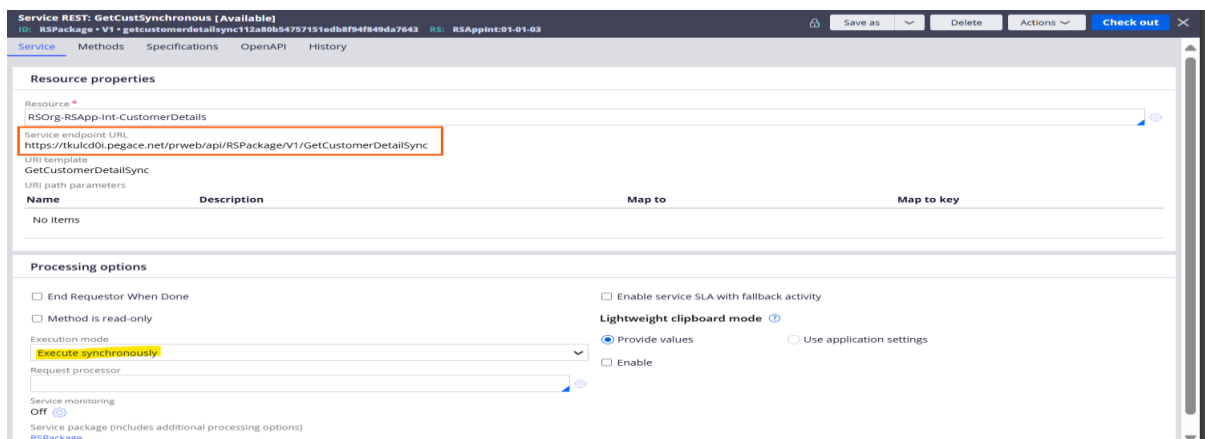 Service REST: GetCustSynchronous [Available]
ID: RSPackage • V1 • getcustomerdetailsync112a80b54757151edb8f94f849da7643 RS: RSAppInt:01-01-03
Save as Delete Actions Check out
Service Methods Specifications OpenAPI History
Resource properties
Resource *
RSOrg-RSApp-Int-CustomerDetails
Service endpoint URL
https://tkulcd0i.pegace.net/prweb/api/RSPackage/V1/GetCustomerDetailSync
URI template
GetCustomerDetailSync
URI path parameters
Name Description Map to Map to key
No items
Processing options
End Requestor When Done Enable service SLA with fallback activity
Method is read-only Lightweight clipboard mode ?
Execution mode Provide values Use application settings
Execute synchronously
Enable
Request processor
Service monitoring
Off
Service package (includes additional processing options)
RSPackage